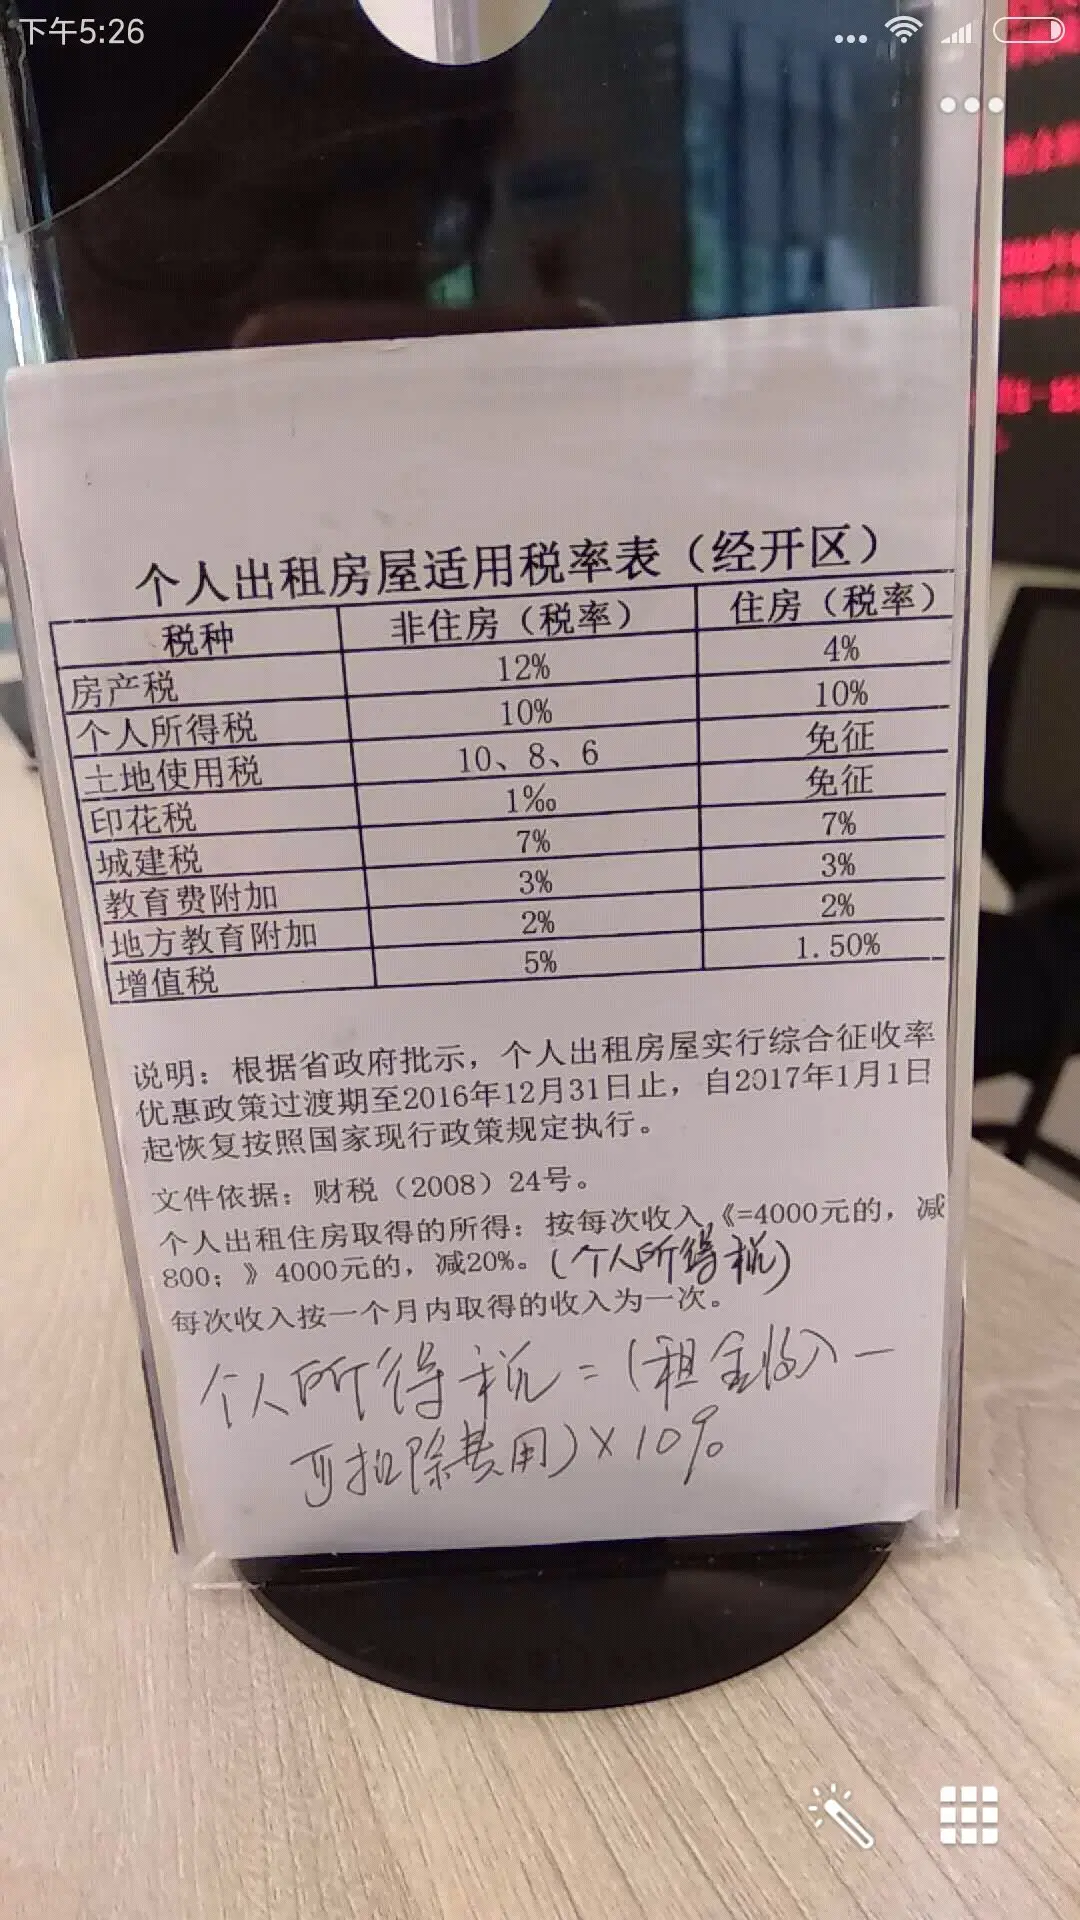 下午5:26
个人出租房屋适用税率表（经开区）
税种 非住房（税率） 住房（税率）
房产税 12% 4%
个人所得税 10% 10%
土地使用税 10、8、6 免征
印花税 1‰ 免征
城建税 7% 7%
教育费附加 3% 3%
地方教育附加 2% 2%
增值税 5% 1.50%
说明：根据省政府批示，个人出租房屋实行综合征收率
优惠政策过渡期至2016年12月31日止，自2017年1月1日
起恢复按照国家现行政策规定执行。
文件依据：财税（2008）24号。
个人出租住房取得的所得：按每次收入《=4000元的，减
800；》4000元的，减20%。(个人所得税)
每次收入按一个月内取得的收入为一次。
个人所得税=(租金收入—
可扣除费用)×10%